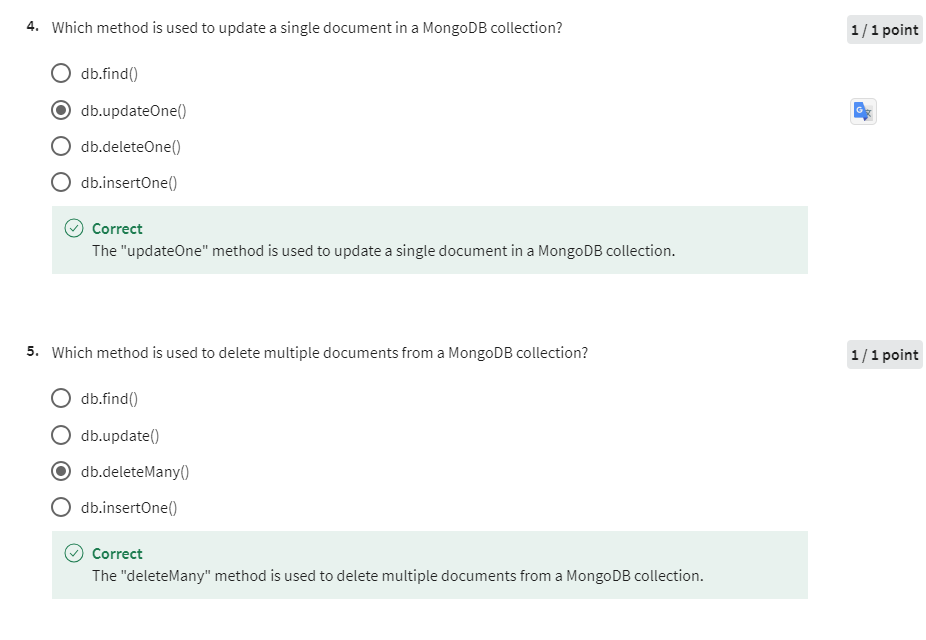 4. Which method is used to update a single document in a MongoDB collection?
1 / 1 point
db.find()
db.updateOne()
db.deleteOne()
db.insertOne()
Correct
The "updateOne" method is used to update a single document in a MongoDB collection.
5. Which method is used to delete multiple documents from a MongoDB collection?
1 / 1 point
db.find()
db.update()
db.deleteMany()
db.insertOne()
Correct
The "deleteMany" method is used to delete multiple documents from a MongoDB collection.